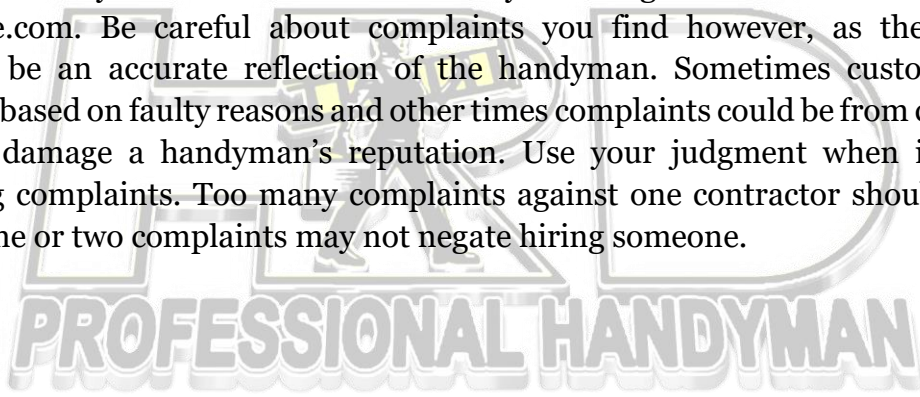 e.com. Be careful about complaints you find however, as the
be an accurate reflection of the handyman. Sometimes custo
based on faulty reasons and other times complaints could be from
damage a handyman's reputation. Use your judgment when i
g complaints. Too many complaints against one contractor shoul
ne or two complaints may not negate hiring someone.
HRD
PROFESSIONAL HANDYMAN